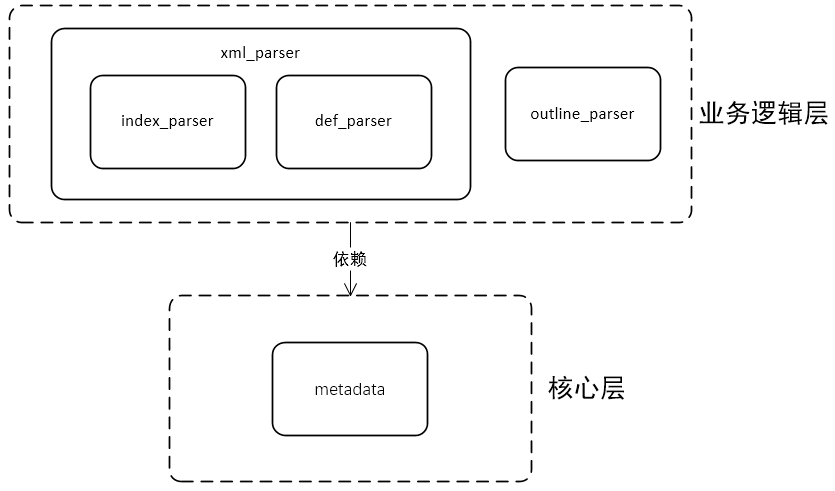 xml_parser
index_parser
def_parser
outline_parser
业务逻辑层
依赖
metadata
核心层